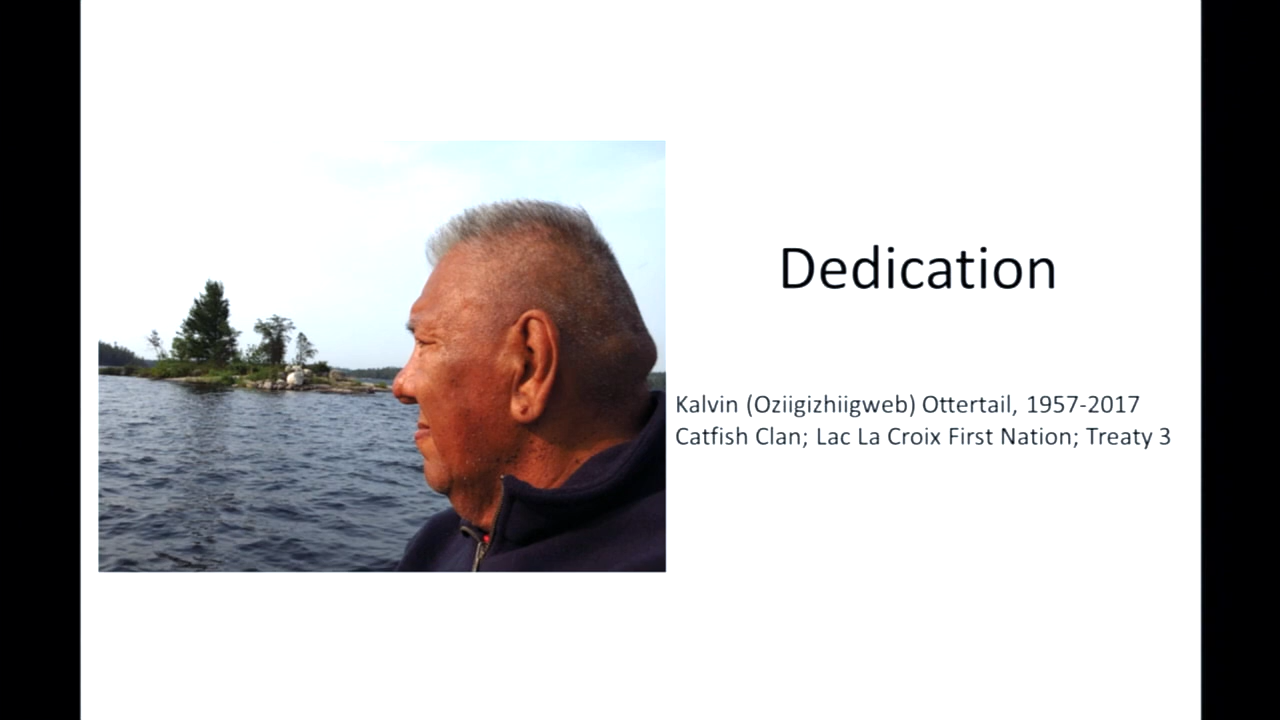 Dedication
Kalvin (Oziigizhiigweb) Ottertail, 1957-2017
Catfish Clan; Lac La Croix First Nation; Treaty 3